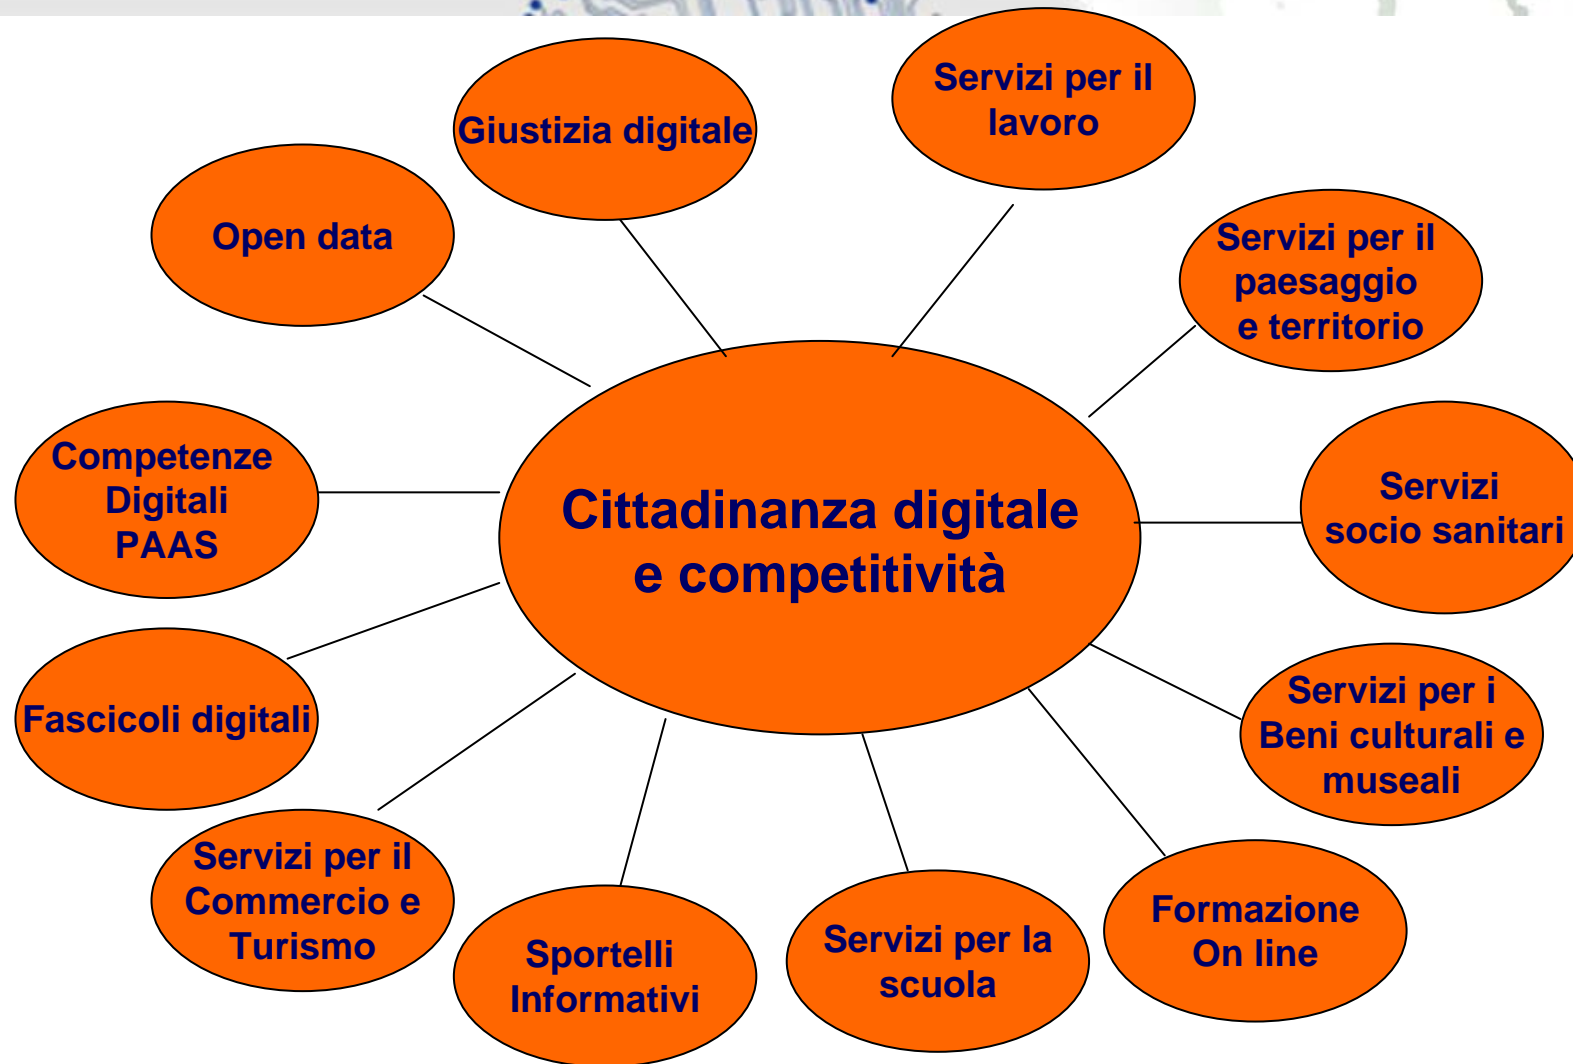 Servizi per il
lavoro
Giustizia digitale
Open data
Servizi per il
paesaggio
e territorio
Competenze
Digitali
PAAS
Cittadinanza digitale
e competitività
Servizi
socio sanitari
Fascicoli digitali
Servizi per i
Beni culturali e
museali
Servizi per il
Commercio e
Turismo
Sportelli
Informativi
Servizi per la
scuola
Formazione
On line